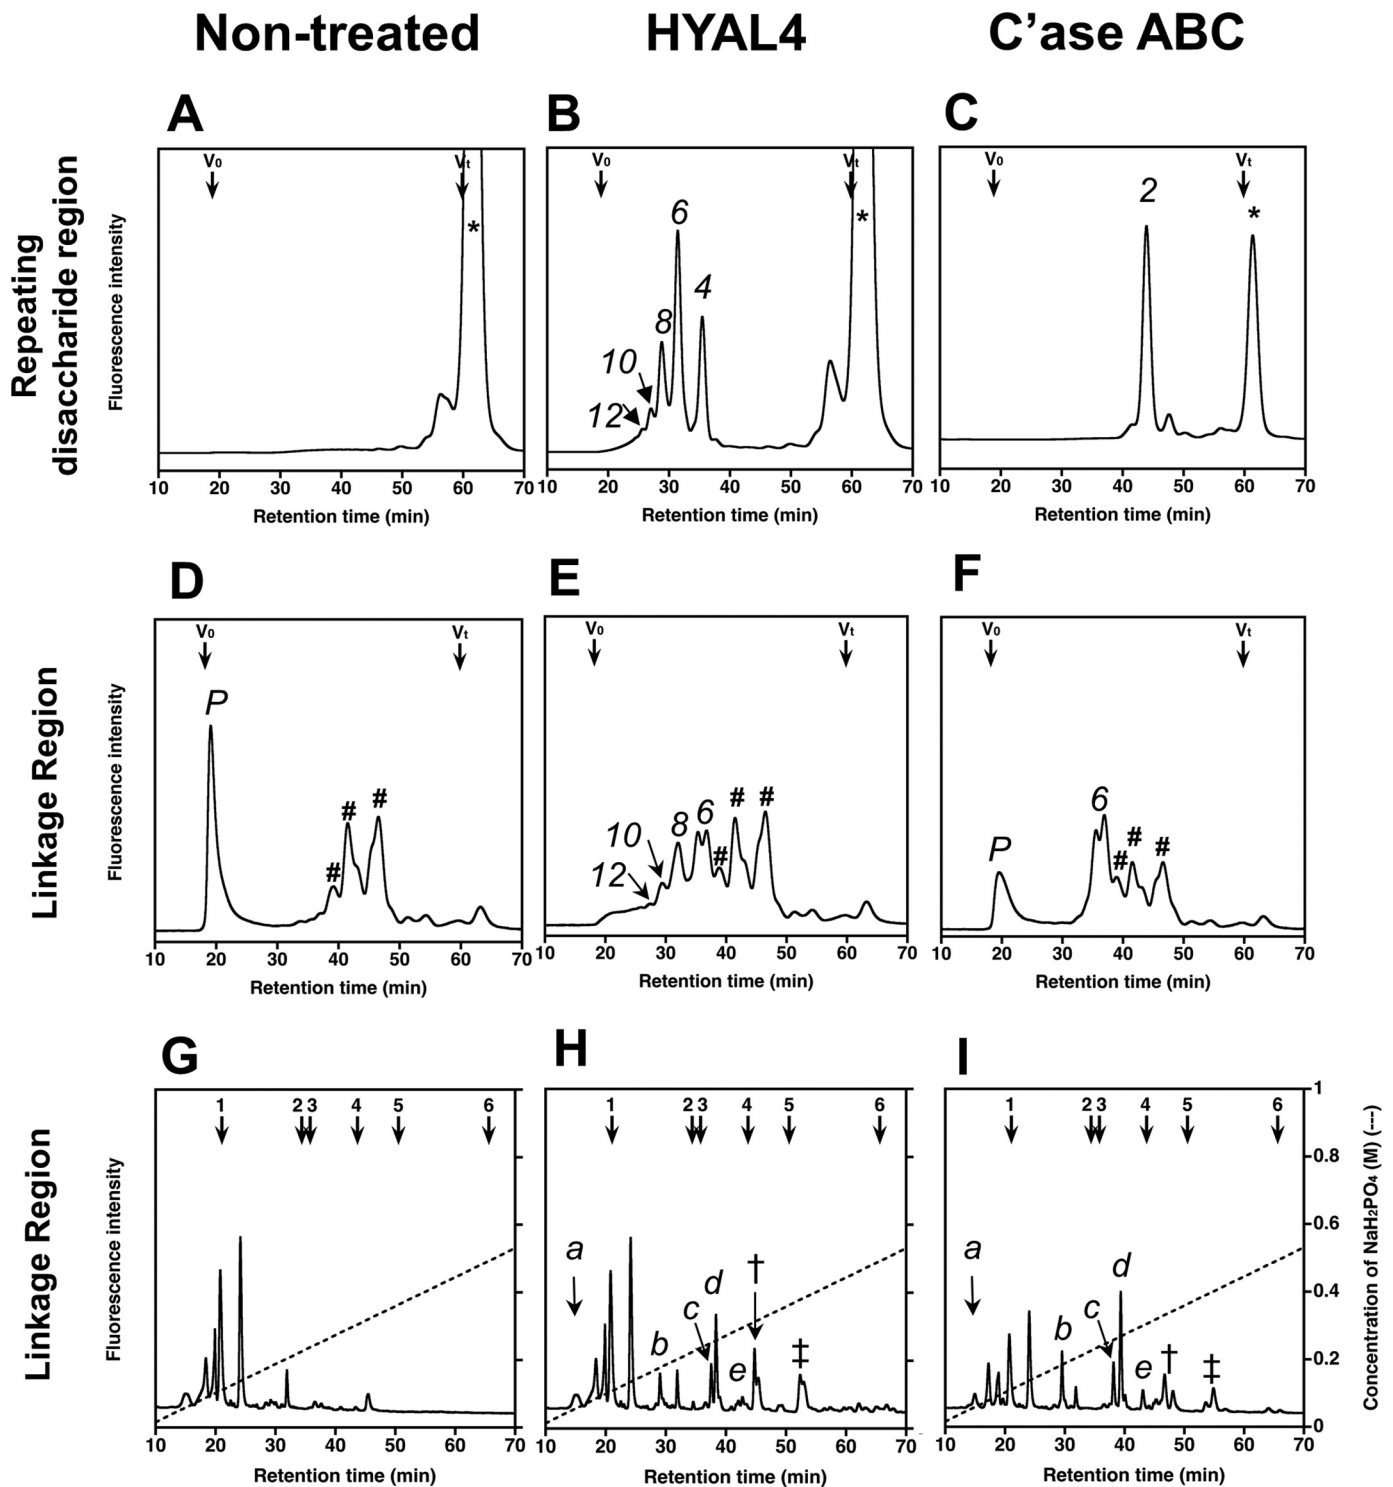 Non-treated
HYAL4
C’ase ABC
Repeating
disaccharide region
A
Fluorescence intensity
V₀
Vₜ
*
10 20 30 40 50 60 70
Retention time (min)
B
V₀
Vₜ
*
12
10
8
6
4
10 20 30 40 50 60 70
Retention time (min)
C
V₀
Vₜ
2
*
10 20 30 40 50 60 70
Retention time (min)
Linkage Region
D
Fluorescence intensity
V₀
Vₜ
P
#
#
#
10 20 30 40 50 60 70
Retention time (min)
E
V₀
Vₜ
12
10
8
6
#
#
#
10 20 30 40 50 60 70
Retention time (min)
F
V₀
Vₜ
P
6
#
#
#
10 20 30 40 50 60 70
Retention time (min)
Linkage Region
G
Fluorescence intensity
1 2 3 4 5 6
10 20 30 40 50 60 70
Retention time (min)
H
1 2 3 4 5 6
a
b
c
d
e
†
‡
10 20 30 40 50 60 70
Retention time (min)
I
1 2 3 4 5 6
a
b
c
d
e
†
‡
10 20 30 40 50 60 70
Retention time (min)
1
0.8
0.6
0.4
0.2
0
Concentration of NaH₂PO₄ (M) (---)